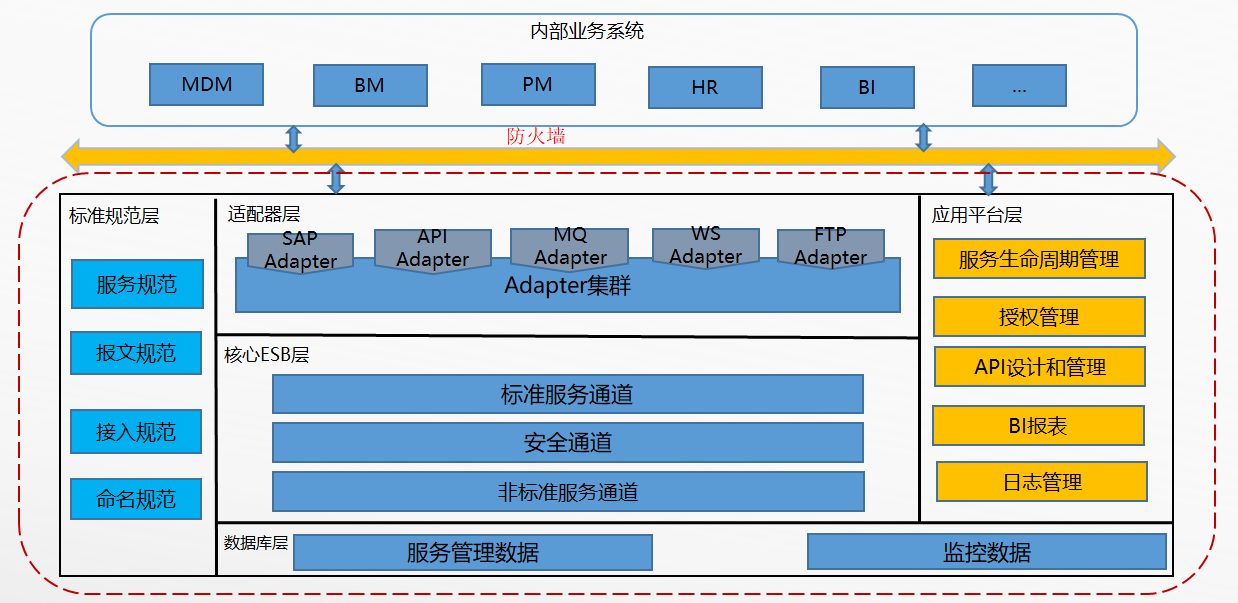 内部业务系统
MDM
BM
PM
HR
BI
...
防火墙
标准规范层
服务规范
报文规范
接入规范
命名规范
适配器层
SAP
Adapter
API
Adapter
MQ
Adapter
WS
Adapter
FTP
Adapter
Adapter集群
核心ESB层
标准服务通道
安全通道
非标准服务通道
应用平台层
服务生命周期管理
授权管理
API设计和管理
BI报表
日志管理
数据库层
服务管理数据
监控数据